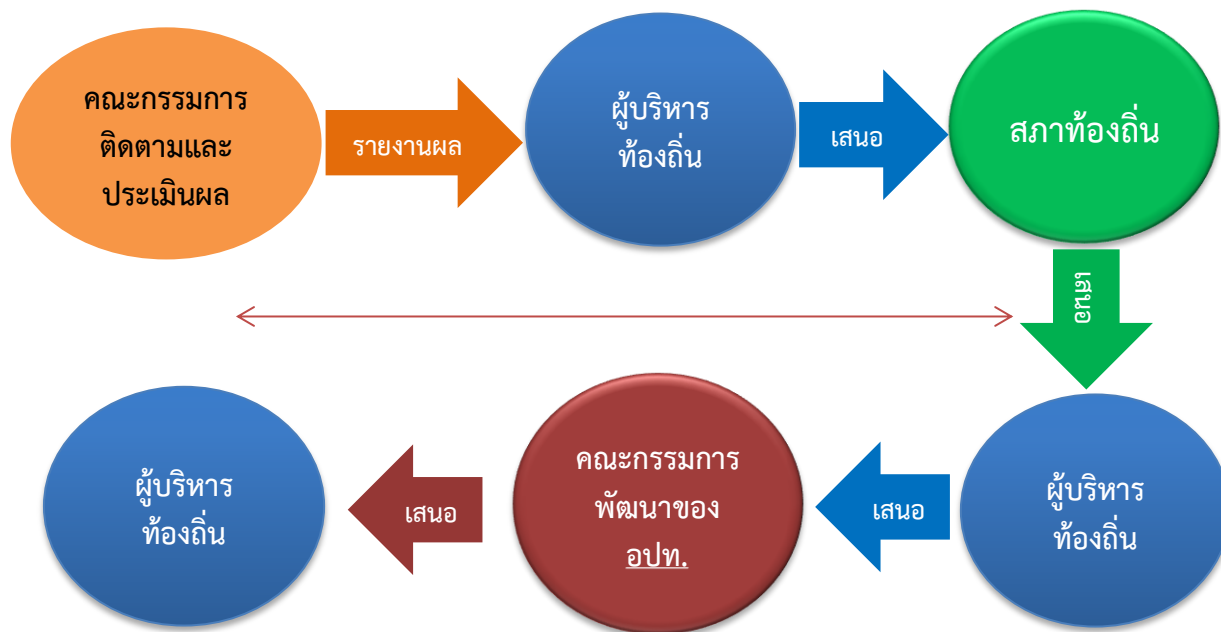 คณะกรรมการ
ติดตามและ
ประเมินผล
รายงานผล
ผู้บริหาร
ท้องถิ่น
เสนอ
สภาท้องถิ่น
เสนอ
ผู้บริหาร
ท้องถิ่น
เสนอ
คณะกรรมการ
พัฒนาของ
อปท.
เสนอ
ผู้บริหาร
ท้องถิ่น